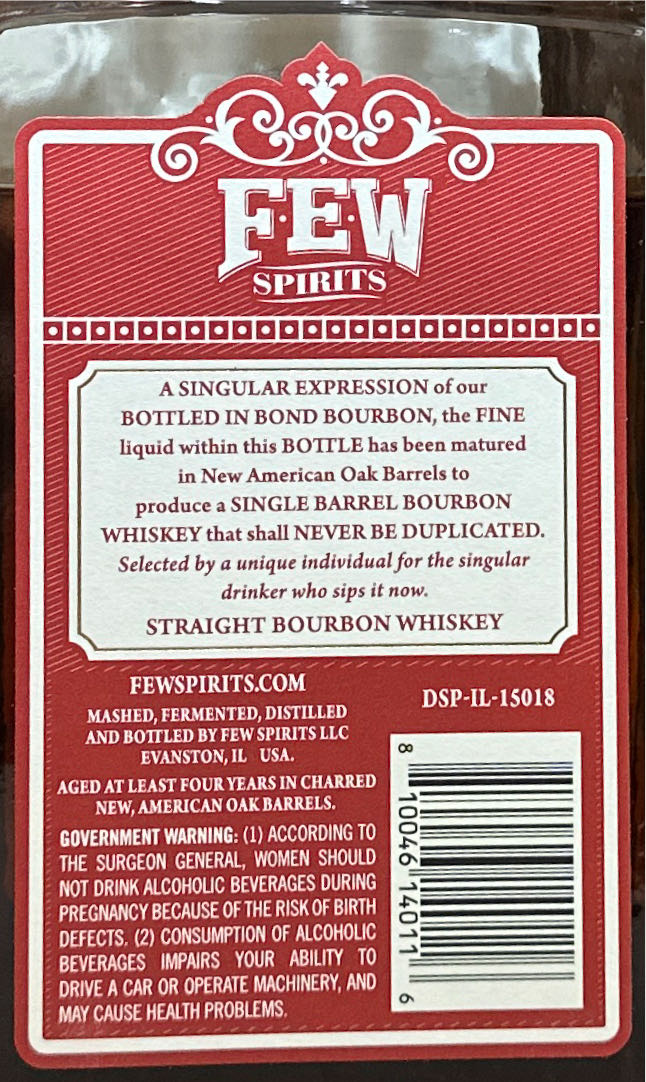 F·E·W
SPIRITS
A SINGULAR EXPRESSION of our
BOTTLED IN BOND BOURBON, the FINE
liquid within this BOTTLE has been matured
in New American Oak Barrels to
produce a SINGLE BARREL BOURBON
WHISKEY that shall NEVER BE DUPLICATED.
Selected by a unique individual for the singular
drinker who sips it now.
STRAIGHT BOURBON WHISKEY
FEWSPIRITS.COM
MASHED, FERMENTED, DISTILLED
AND BOTTLED BY FEW SPIRITS LLC
EVANSTON, IL USA.
AGED AT LEAST FOUR YEARS IN CHARRED
NEW, AMERICAN OAK BARRELS.
GOVERNMENT WARNING: (1) ACCORDING TO
THE SURGEON GENERAL, WOMEN SHOULD
NOT DRINK ALCOHOLIC BEVERAGES DURING
PREGNANCY BECAUSE OF THE RISK OF BIRTH
DEFECTS. (2) CONSUMPTION OF ALCOHOLIC
BEVERAGES IMPAIRS YOUR ABILITY TO
DRIVE A CAR OR OPERATE MACHINERY, AND
MAY CAUSE HEALTH PROBLEMS.
DSP-IL-15018
8 10046 14011 6